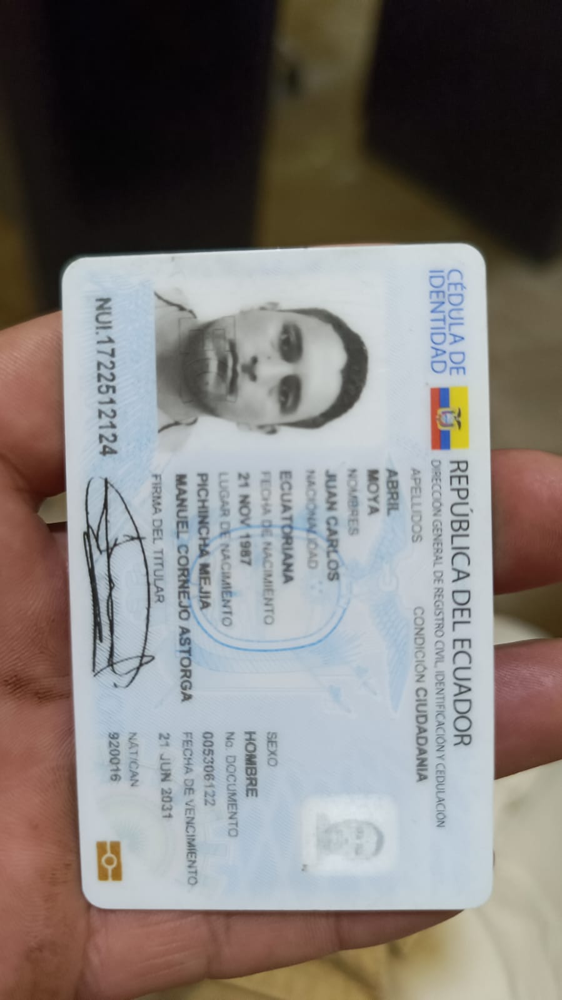 CÉDULA DE
IDENTIDAD
REPÚBLICA DEL ECUADOR
DIRECCIÓN GENERAL DE REGISTRO CIVIL, IDENTIFICACIÓN Y CEDULACIÓN
APELLIDOS
CONDICIÓN CIUDADANIA
ABRIL
MOYA
NOMBRES
JUAN CARLOS
NACIONALIDAD
ECUATORIANA
FECHA DE NACIMIENTO
21 NOV 1987
LUGAR DE NACIMIENTO
PICHINCHA MEJIA
MANUEL CORNEJO ASTORGA
FIRMA DEL TITULAR
SEXO
HOMBRE
No. DOCUMENTO
005306122
FECHA DE VENCIMIENTO
21 JUN 2031
NAT/CAN
920016
NUI.1722512124